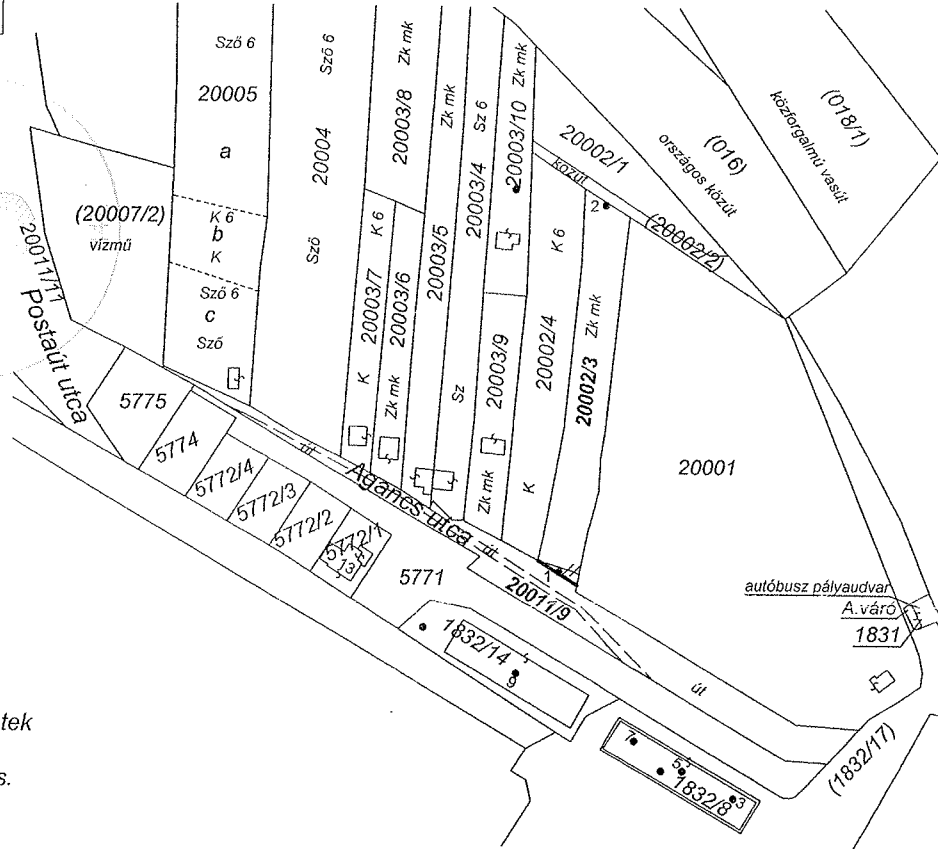 Sző 6
20005
a
K 6
b
K
Sző 6
c
Sző
(20007/2)
vízmű
20011/11
Postaút utca
Sző 6
20004
Sző
Zk mk
20003/8
K 6
20003/7
K
20003/6
Zk mk
Zk mk
20003/5
Sz 6
20003/4
Sz
Zk mk
20003/10
20003/9
Zk mk
K 6
20002/4
K
2
Zk mk
20002/3
20002/1
közút
(20002/2)
(016)
országos közút
(018/1)
közforgalmú vasút
20001
5775
5774
5772/4
5772/3
5772/2
5772/1
13
út
Agancs utca
út
1
20011/9
5771
1832/14
9
út
autóbusz pályaudvar
A.váró
1831
(1832/17)
7
5
1832/8
3
tek
s.